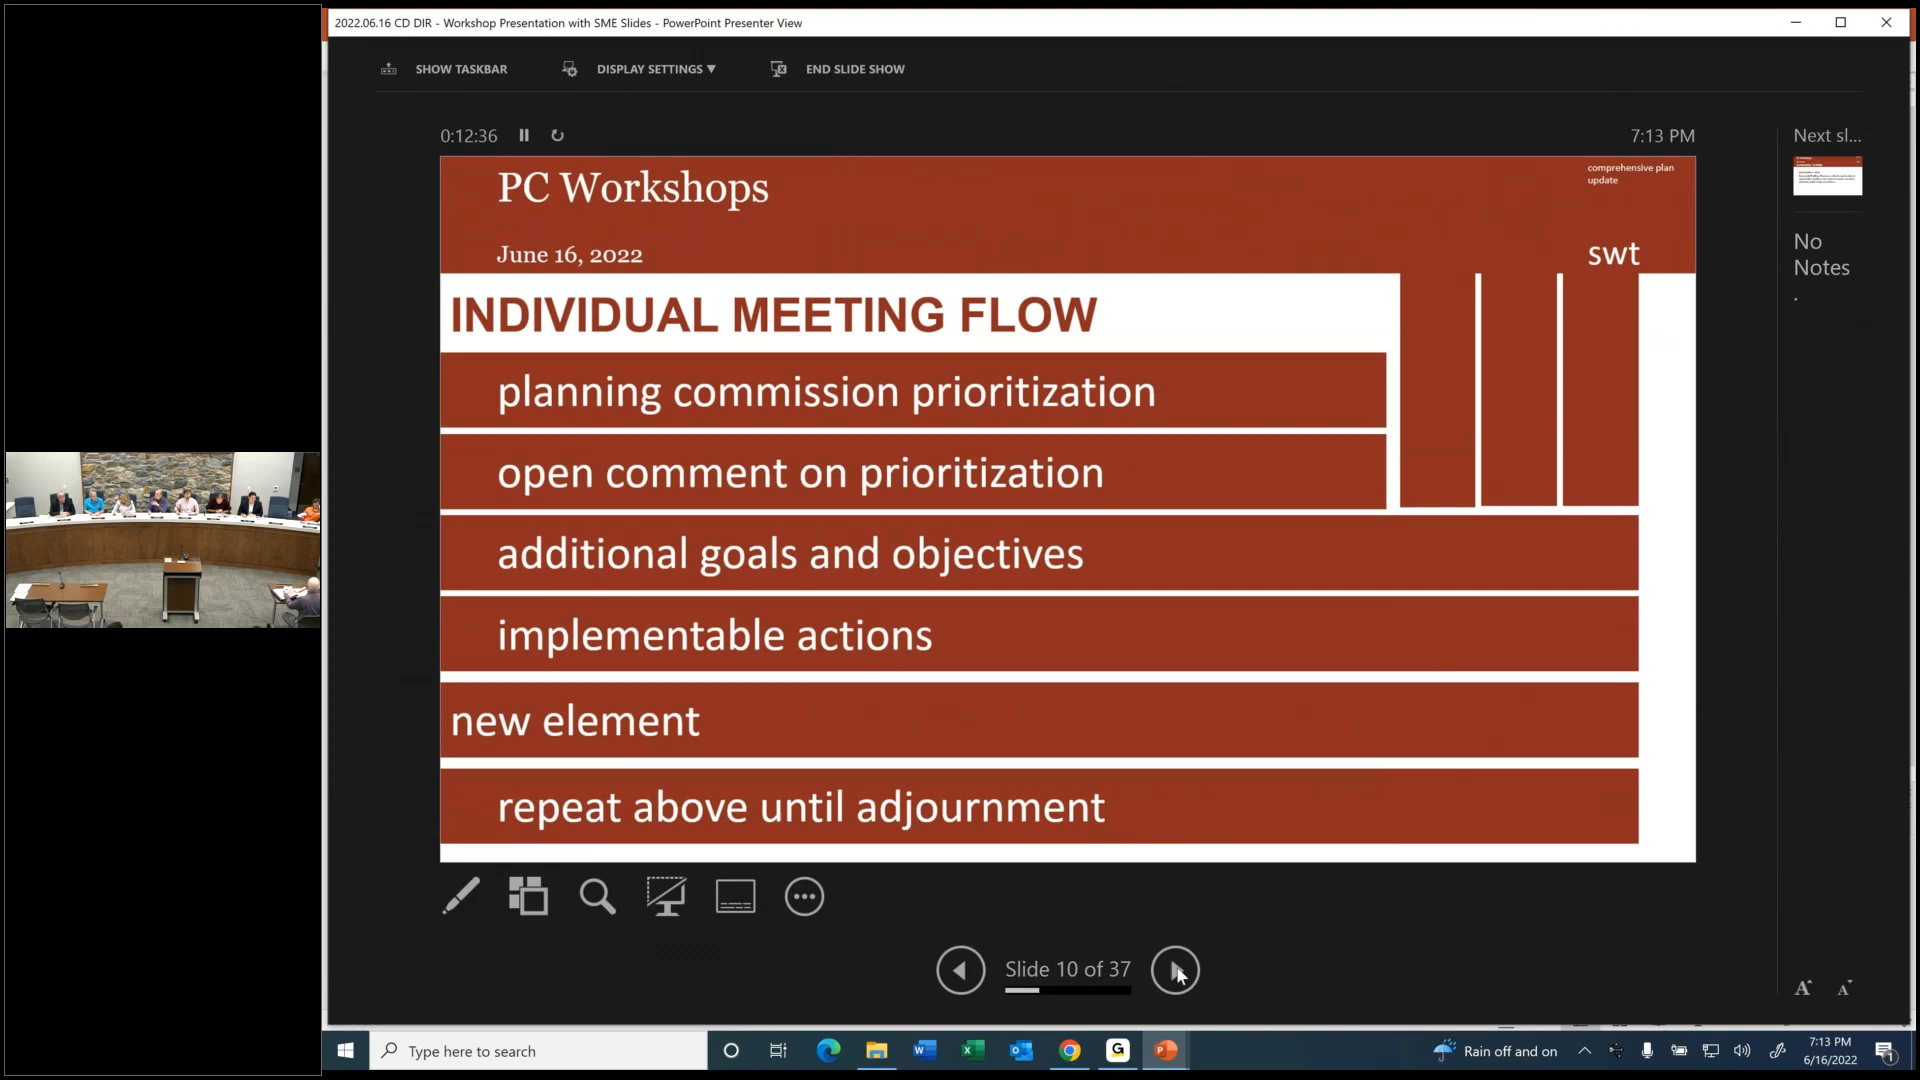 2022.06.16 CD DIR - Workshop Presentation with SME Slides - PowerPoint Presenter View
SHOW TASKBAR
DISPLAY SETTINGS ▼
END SLIDE SHOW
0:12:36
7:13 PM
Next sl...
PC Workshops
comprehensive plan
update
June 16, 2022
swt
No
Notes
.
INDIVIDUAL MEETING FLOW
planning commission prioritization
open comment on prioritization
additional goals and objectives
implementable actions
new element
repeat above until adjournment
Slide 10 of 37
A A
Type here to search
Rain off and on
7:13 PM
6/16/2022
1